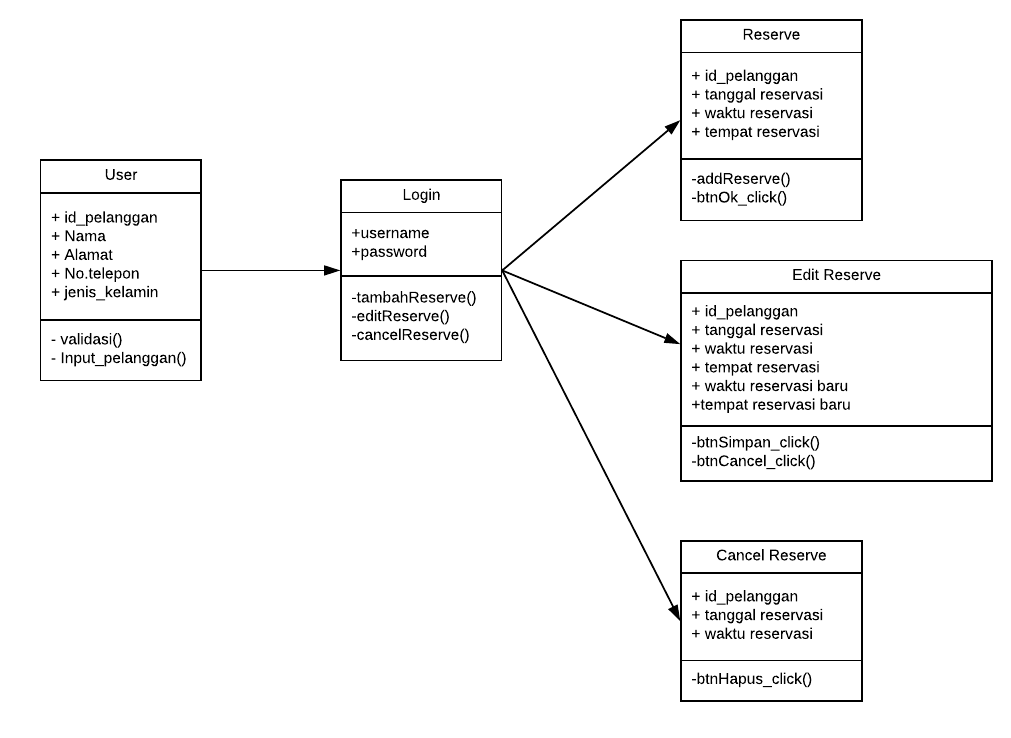 User
+ id_pelanggan
+ Nama
+ Alamat
+ No.telepon
+ jenis_kelamin
- validasi()
- Input_pelanggan()
Login
+username
+password
-tambahReserve()
-editReserve()
-cancelReserve()
Reserve
+ id_pelanggan
+ tanggal reservasi
+ waktu reservasi
+ tempat reservasi
-addReserve()
-btnOk_click()
Edit Reserve
+ id_pelanggan
+ tanggal reservasi
+ waktu reservasi
+ tempat reservasi
+ waktu reservasi baru
+tempat reservasi baru
-btnSimpan_click()
-btnCancel_click()
Cancel Reserve
+ id_pelanggan
+ tanggal reservasi
+ waktu reservasi
-btnHapus_click()